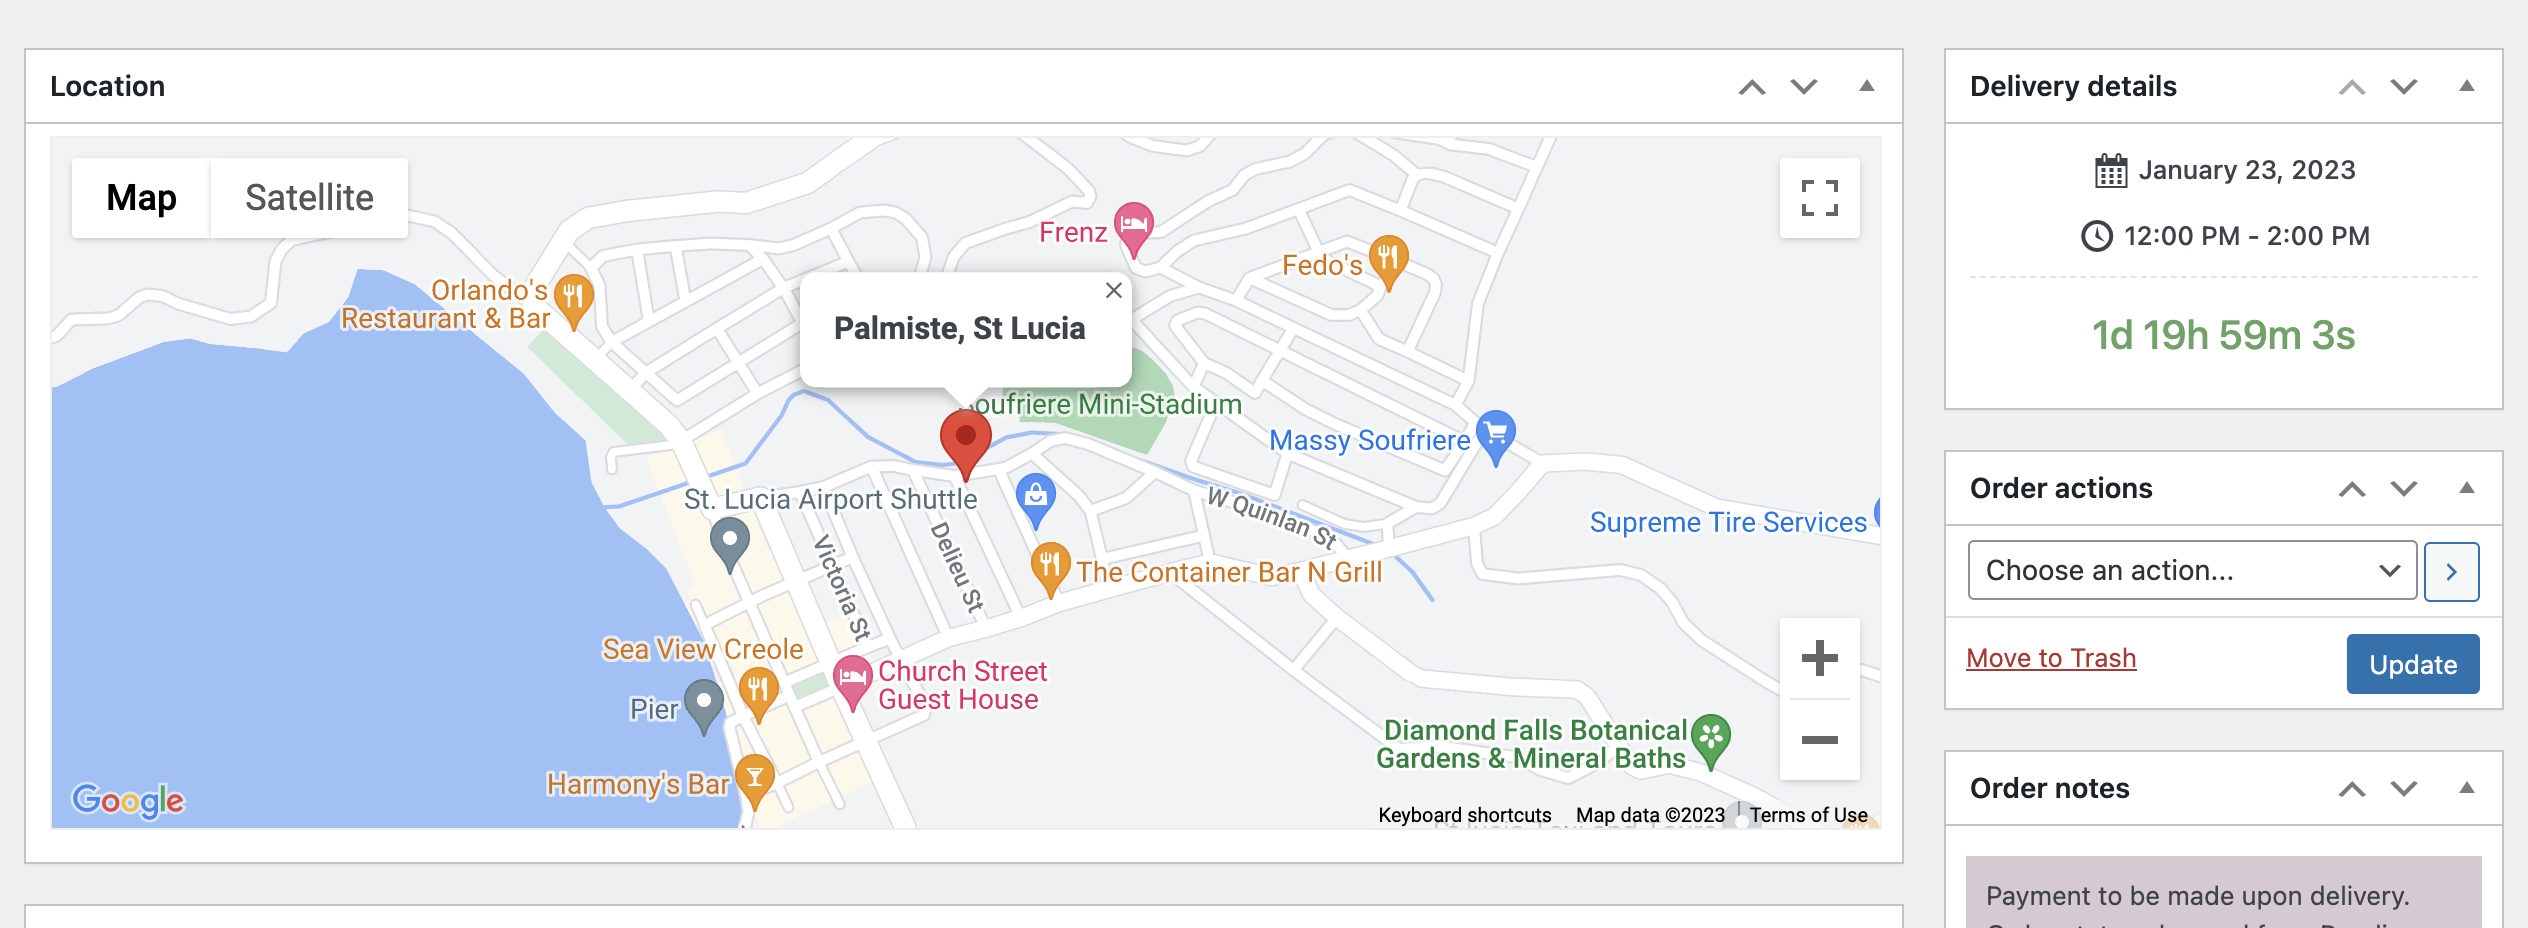 Location
Map
Satellite
Frenz
Fedo's
Orlando's
Restaurant & Bar
Palmiste, St Lucia
oufriere Mini-Stadium
Massy Soufriere
St. Lucia Airport Shuttle
W Quinlan St
Supreme Tire Services
Victoria St
Delieu St
The Container Bar N Grill
Sea View Creole
Church Street
Guest House
Pier
Diamond Falls Botanical
Gardens & Mineral Baths
Harmony's Bar
Google
Keyboard shortcuts
Map data ©2023
Terms of Use
Delivery details
January 23, 2023
12:00 PM - 2:00 PM
1d 19h 59m 3s
Order actions
Choose an action...
Move to Trash
Update
Order notes
Payment to be made upon delivery.